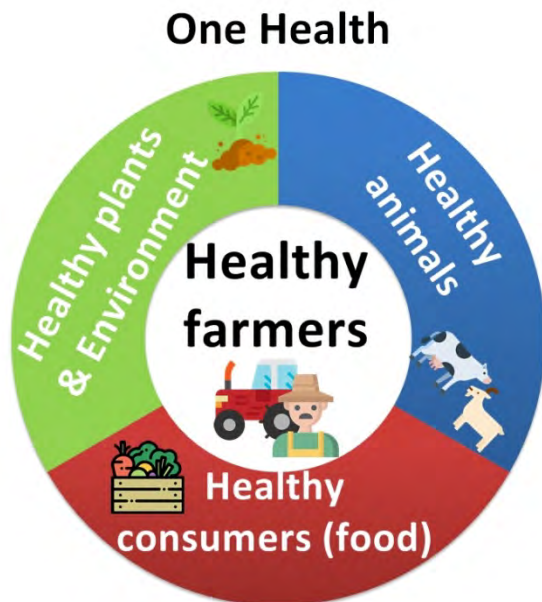 One Health
Healthy plants
& Environment
Healthy
animals
Healthy
farmers
Healthy
consumers (food)